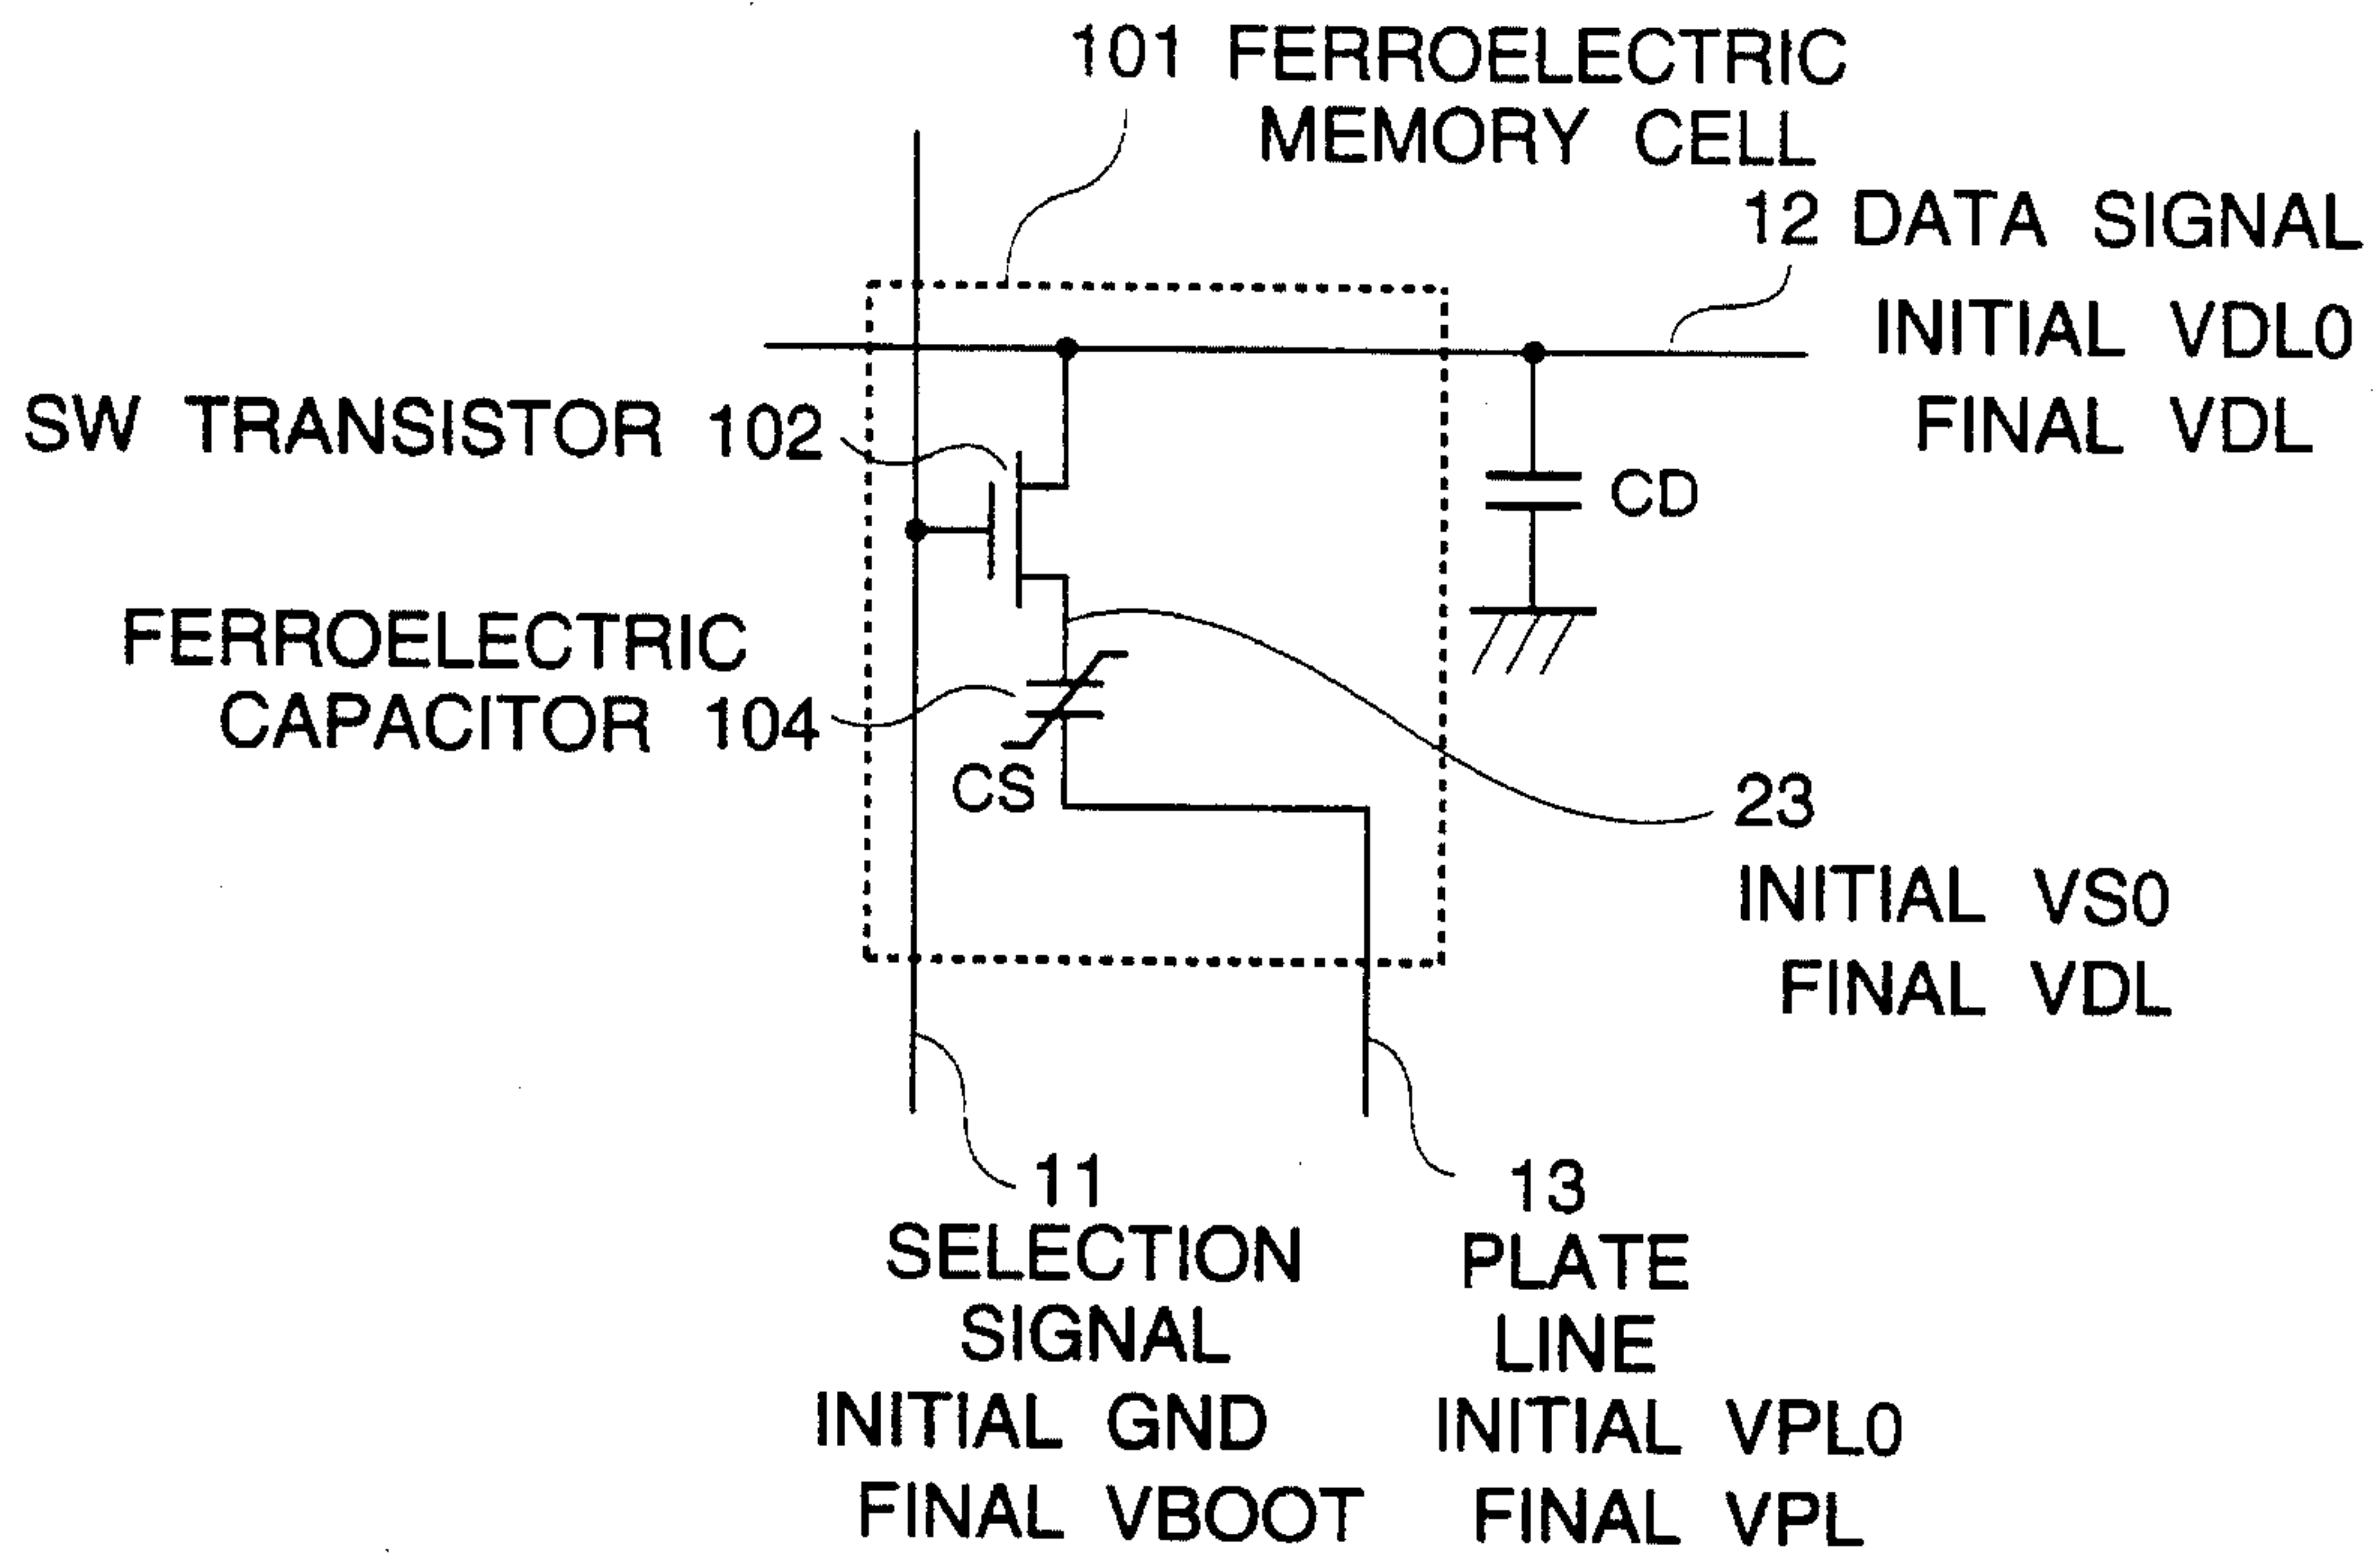 101 FERROELECTRIC
MEMORY CELL
12 DATA SIGNAL
INITIAL VDL0
FINAL VDL
SW TRANSISTOR 102
CD
FERROELECTRIC
CAPACITOR 104
CS
23
INITIAL VS0
FINAL VDL
11
SELECTION
SIGNAL
INITIAL GND
FINAL VBOOT
13
PLATE
LINE
INITIAL VPL0
FINAL VPL